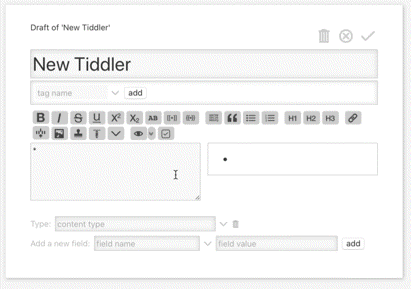 Draft of 'New Tiddler'
New Tiddler
tag name add
B I S U X² X₂ AB H1 H2 H3
*
•
Type: content type
Add a new field: field name field value add